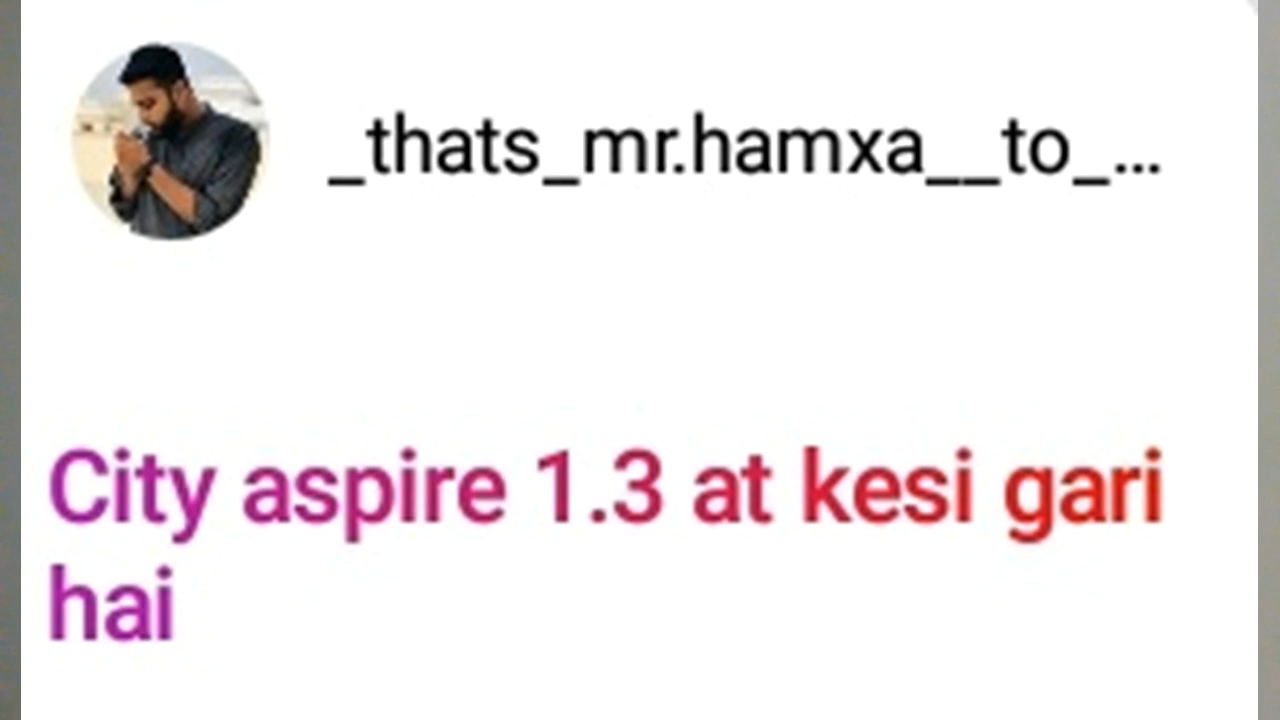 _thats_mr.hamxa__to_...
City aspire 1.3 at kesi gari
hai